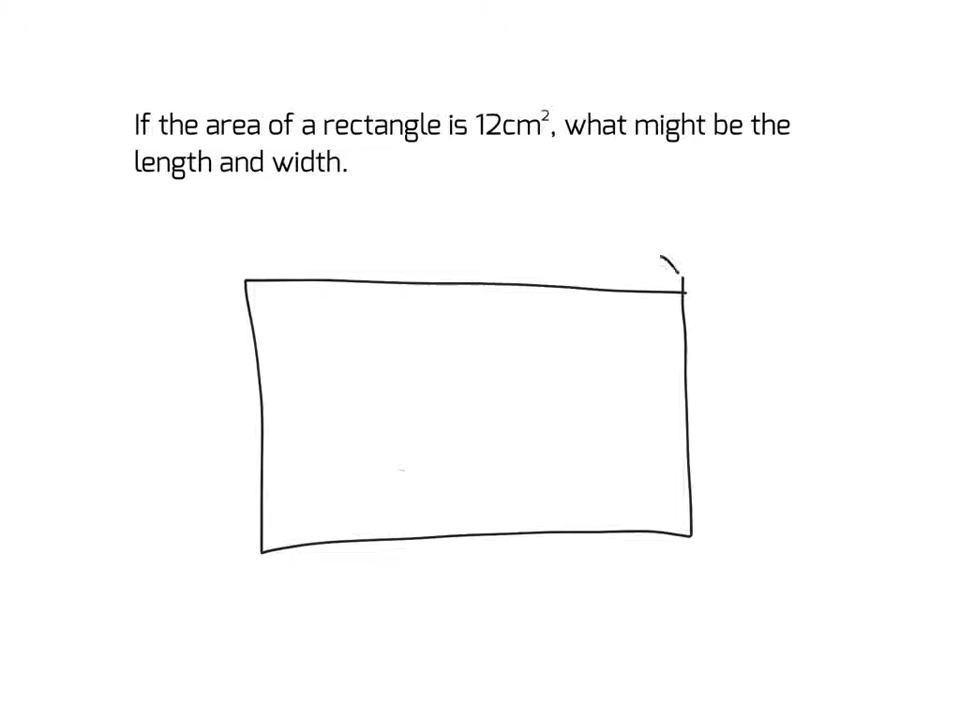 If the area of a rectangle is 12cm², what might be the
length and width.